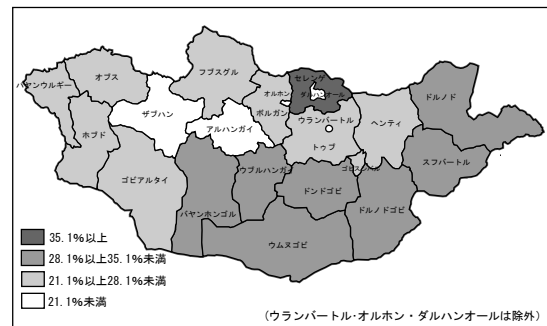 フブスグル
セレンゲ
オブス
バヤンウルギー
オルホン
ダルハンオール
ドルノド
ザブハン
ボルガン
ホブド
アルハンガイ
ウランバートル
ヘンティ
トゥブ
ゴビスンベル
スフバートル
ゴビアルタイ
ウブルハンガイ
ドンドゴビ
バヤンホンゴル
ドルノドゴビ
ウムヌゴビ
35.1%以上
28.1%以上35.1%未満
21.1%以上28.1%未満
21.1%未満
(ウランバートル・オルホン・ダルハンオールは除外)